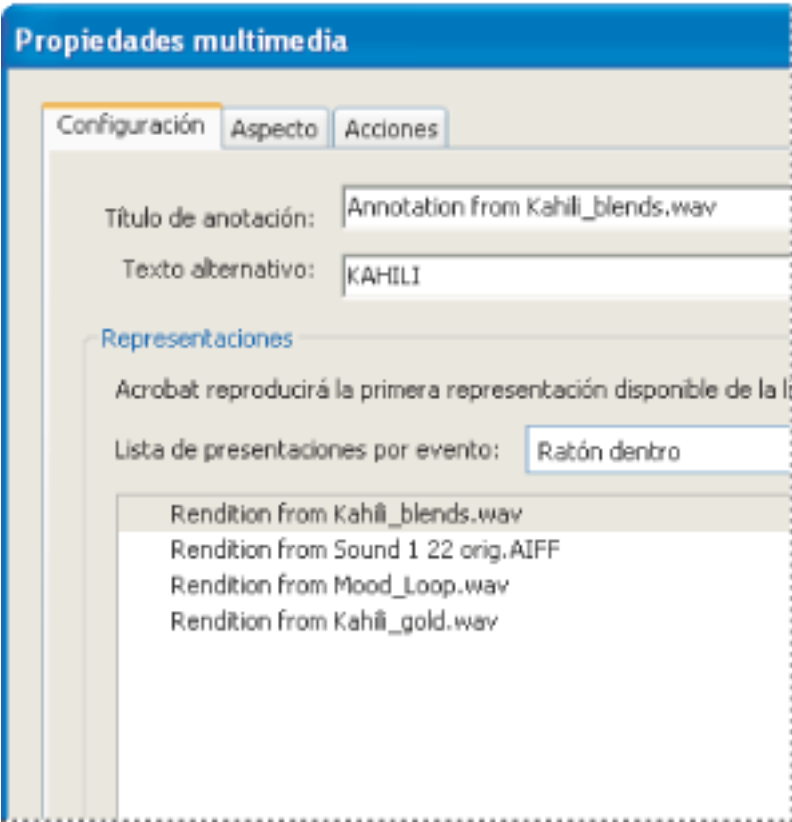 Propiedades multimedia
Configuración Aspecto Acciones
Título de anotación: Annotation from Kahili_blends.wav
Texto alternativo: KAHILI
Representaciones
Acrobat reproducirá la primera representación disponible de la
Lista de presentaciones por evento: Ratón dentro
Rendition from Kahili_blends.wav
Rendition from Sound 1 22 orig.AIFF
Rendition from Mood_Loop.wav
Rendition from Kahili_gold.wav